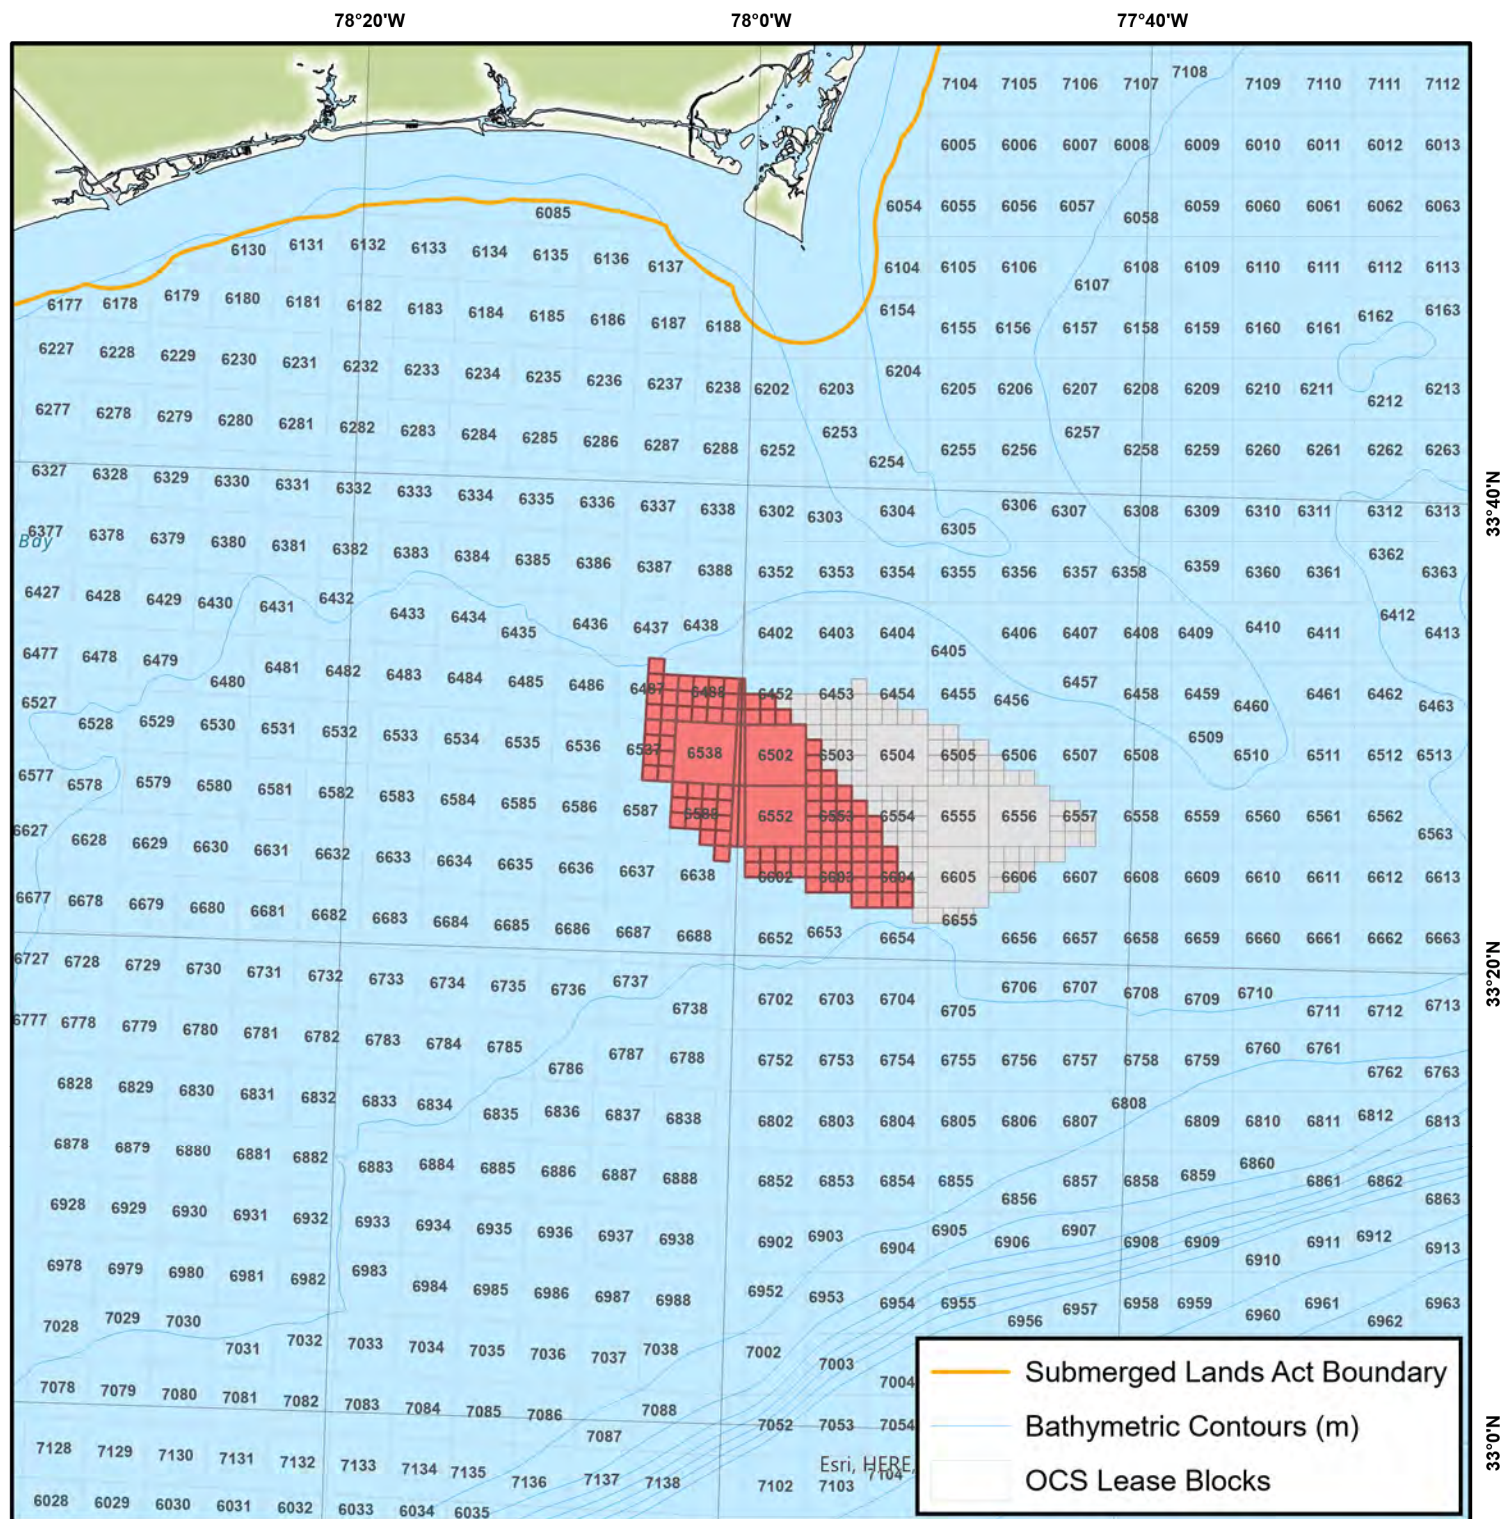 78°20'W 78°0'W 77°40'W
7104 7105 7106 7107 7108 7109 7110 7111 7112
6005 6006 6007 6008 6009 6010 6011 6012 6013
6085 6054 6055 6056 6057 6058 6059 6060 6061 6062 6063
6130 6131 6132 6133 6134 6135 6136 6137 6104 6105 6106 6107 6108 6109 6110 6111 6112 6113
6177 6178 6179 6180 6181 6182 6183 6184 6185 6186 6187 6188 6154 6155 6156 6157 6158 6159 6160 6161 6162 6163
6227 6228 6229 6230 6231 6232 6233 6234 6235 6236 6237 6238 6202 6203 6204 6205 6206 6207 6208 6209 6210 6211 6212 6213
6277 6278 6279 6280 6281 6282 6283 6284 6285 6286 6287 6288 6252 6253 6254 6255 6256 6257 6258 6259 6260 6261 6262 6263
6327 6328 6329 6330 6331 6332 6333 6334 6335 6336 6337 6338 6302 6303 6304 6305 6306 6307 6308 6309 6310 6311 6312 6313
33°40'N
Bay
6377 6378 6379 6380 6381 6382 6383 6384 6385 6386 6387 6388 6352 6353 6354 6355 6356 6357 6358 6359 6360 6361 6362 6363
6427 6428 6429 6430 6431 6432 6433 6434 6435 6436 6437 6438 6402 6403 6404 6405 6406 6407 6408 6409 6410 6411 6412 6413
6477 6478 6479 6480 6481 6482 6483 6484 6485 6486 6487 6488 6452 6453 6454 6455 6456 6457 6458 6459 6460 6461 6462 6463
6527 6528 6529 6530 6531 6532 6533 6534 6535 6536 6537 6538 6502 6503 6504 6505 6506 6507 6508 6509 6510 6511 6512 6513
6577 6578 6579 6580 6581 6582 6583 6584 6585 6586 6587 6588 6552 6553 6554 6555 6556 6557 6558 6559 6560 6561 6562 6563
6627 6628 6629 6630 6631 6632 6633 6634 6635 6636 6637 6638 6602 6603 6604 6605 6606 6607 6608 6609 6610 6611 6612 6613
6677 6678 6679 6680 6681 6682 6683 6684 6685 6686 6687 6688 6652 6653 6654 6655 6656 6657 6658 6659 6660 6661 6662 6663
33°20'N
6727 6728 6729 6730 6731 6732 6733 6734 6735 6736 6737 6738 6702 6703 6704 6705 6706 6707 6708 6709 6710 6711 6712 6713
6777 6778 6779 6780 6781 6782 6783 6784 6785 6786 6787 6788 6752 6753 6754 6755 6756 6757 6758 6759 6760 6761 6762 6763
6828 6829 6830 6831 6832 6833 6834 6835 6836 6837 6838 6802 6803 6804 6805 6806 6807 6808 6809 6810 6811 6812 6813
6878 6879 6880 6881 6882 6883 6884 6885 6886 6887 6888 6852 6853 6854 6855 6856 6857 6858 6859 6860 6861 6862 6863
6928 6929 6930 6931 6932 6933 6934 6935 6936 6937 6938 6902 6903 6904 6905 6906 6907 6908 6909 6910 6911 6912 6913
6978 6979 6980 6981 6982 6983 6984 6985 6986 6987 6988 6952 6953 6954 6955 6956 6957 6958 6959 6960 6961 6962 6963
7028 7029 7030 7031 7032 7033 7034 7035 7036 7037 7038 7002 7003 7004
7078 7079 7080 7081 7082 7083 7084 7085 7086 7087 7088 7052 7053 7054
33°0'N
7128 7129 7130 7131 7132 7133 7134 7135 7136 7137 7138 7102 7103 7104
6028 6029 6030 6031 6032 6033 6034 6035
Esri, HERE,
Submerged Lands Act Boundary
Bathymetric Contours (m)
OCS Lease Blocks